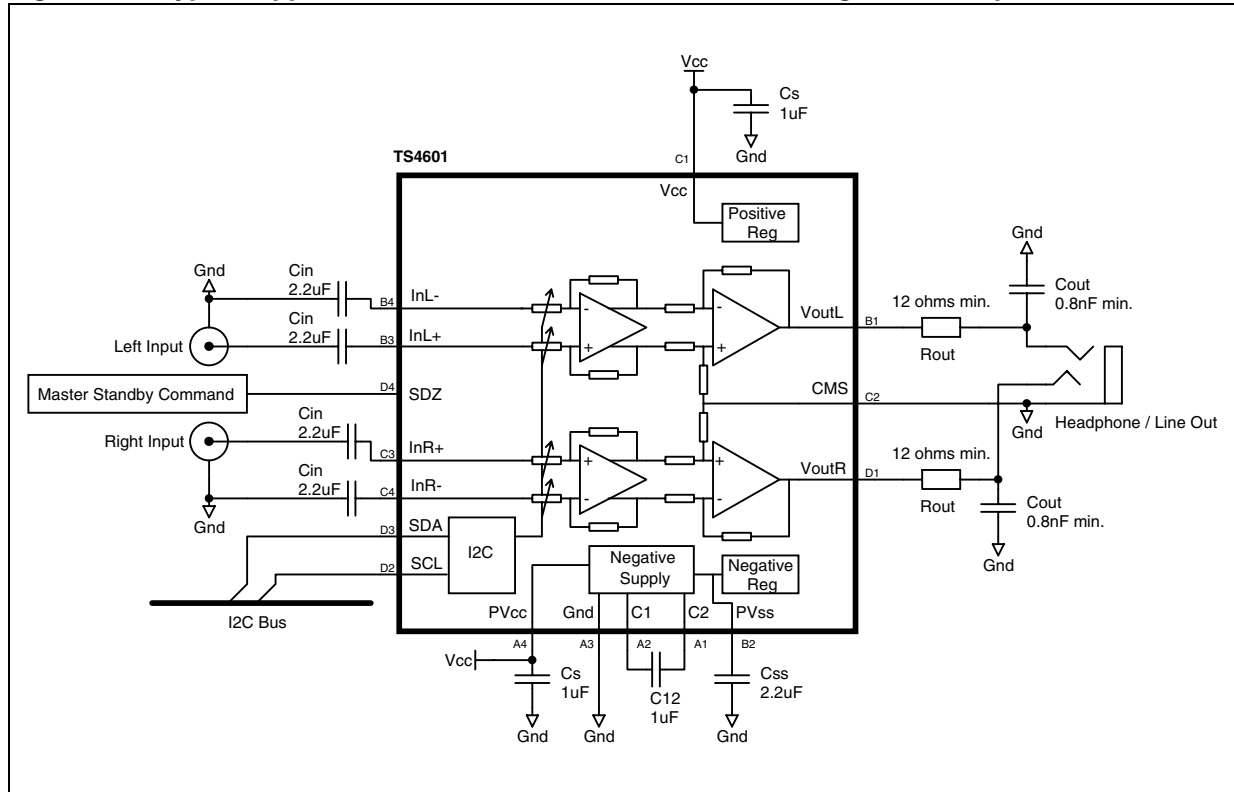 Vcc
Cs
1uF
Gnd
TS4601
C1
Vcc
Positive
Reg
Gnd
Gnd
Cin
2.2uF
B4
InL-
-
-
VoutL
B1
12 ohms min.
Rout
Cout
0.8nF min.
Cin
2.2uF
Left Input
B3
InL+
+
+
Master Standby Command
D4
SDZ
CMS
C2
Gnd
Headphone / Line Out
Cin
2.2uF
Right Input
C3
InR+
+
+
VoutR
D1
12 ohms min.
Rout
Cout
0.8nF min.
Gnd
Cin
2.2uF
C4
InR-
-
-
Gnd
D3
SDA
I2C
D2
SCL
I2C Bus
Negative
Supply
Negative
Reg
PVcc
Gnd
C1
C2
PVss
A4
A3
A2
A1
B2
Vcc
Cs
1uF
C12
1uF
Css
2.2uF
Gnd
Gnd
Gnd